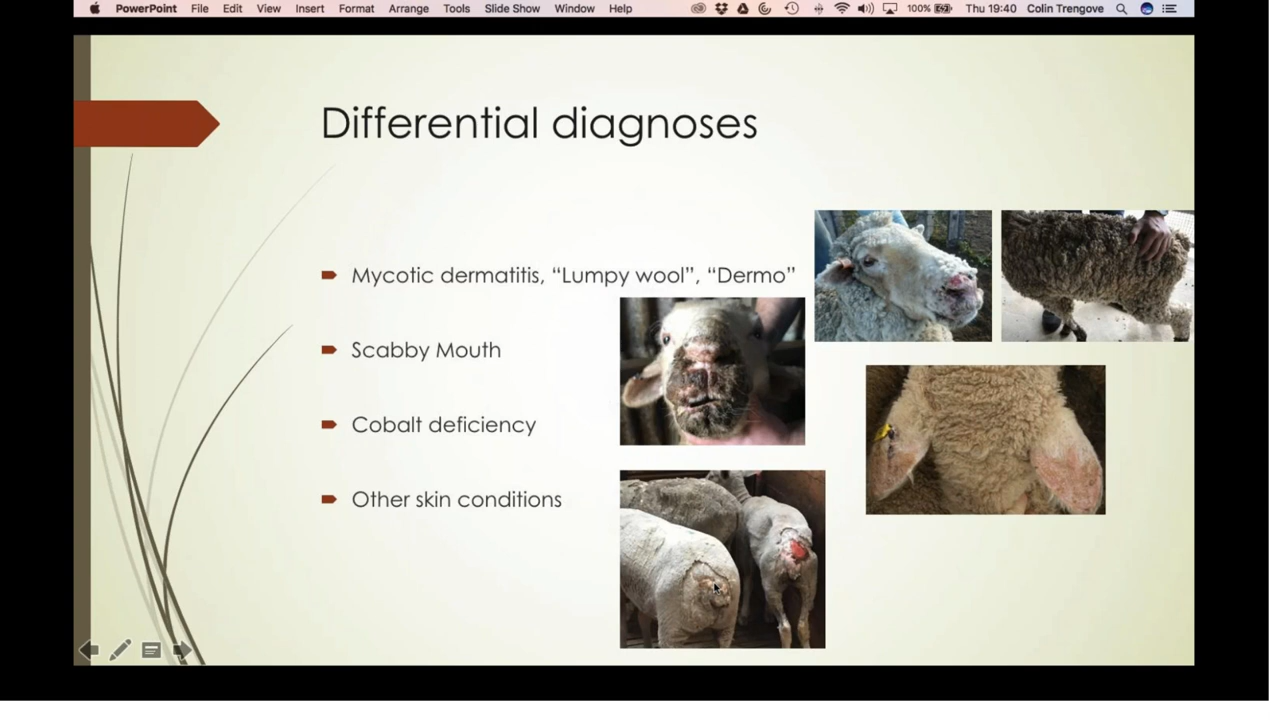 PowerPoint File Edit View Insert Format Arrange Tools Slide Show Window Help 100% Thu 19:40 Colin Trengove
Differential diagnoses
Mycotic dermatitis, “Lumpy wool”, “Dermo”
Scabby Mouth
Cobalt deficiency
Other skin conditions